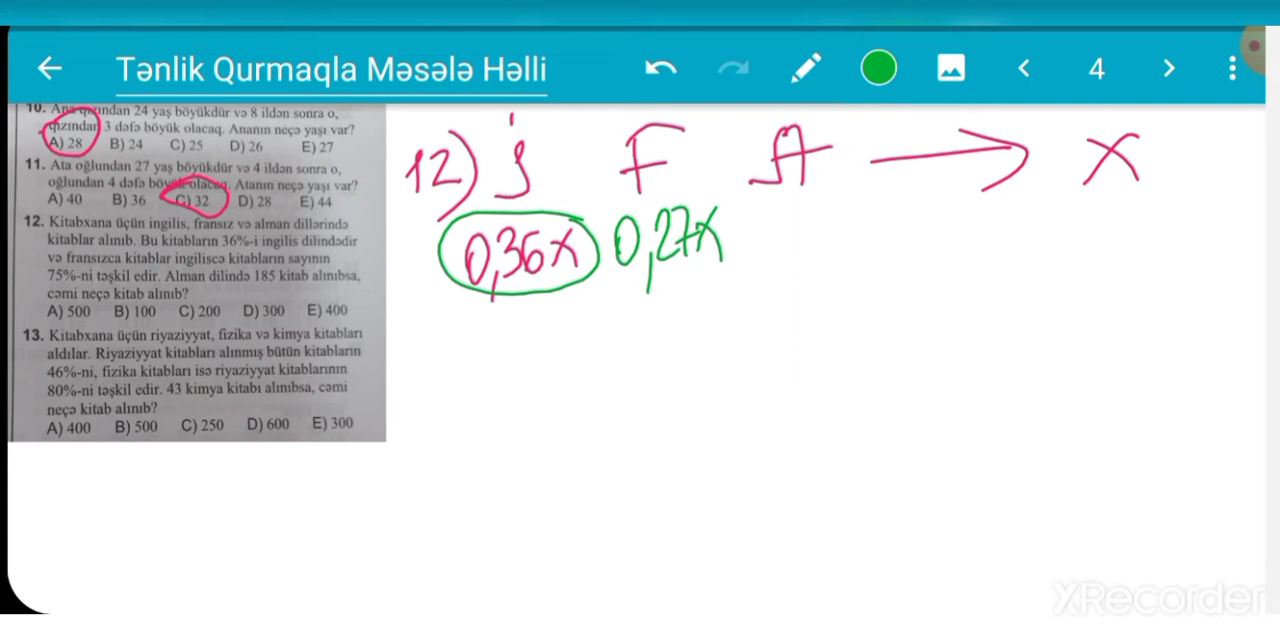 Tənlik Qurmaqla Məsələ Həlli
4
10. Ana qızından 24 yaş böyükdür və 8 ildən sonra o,
qızından 3 dəfə böyük olacaq. Ananın neçə yaşı var?
A) 28 B) 24 C) 25 D) 26 E) 27
11. Ata oğlundan 27 yaş böyükdür və 4 ildən sonra o,
oğlundan 4 dəfə böyük olacaq. Atanın neçə yaşı var?
A) 40 B) 36 C) 32 D) 28 E) 44
12. Kitabxana üçün ingilis, fransız və alman dillərində
kitablar alınıb. Bu kitabların 36%-i ingilis dilindədir
və fransızca kitablar ingiliscə kitabların sayının
75%-ni təşkil edir. Alman dilində 185 kitab alınıbsa,
cəmi neçə kitab alınıb?
A) 500 B) 100 C) 200 D) 300 E) 400
13. Kitabxana üçün riyaziyyat, fizika və kimya kitabları
aldılar. Riyaziyyat kitabları alınmış bütün kitabların
46%-ni, fizika kitabları isə riyaziyyat kitablarının
80%-ni təşkil edir. 43 kimya kitabı alınıbsa, cəmi
neçə kitab alınıb?
A) 400 B) 500 C) 250 D) 600 E) 300
12) İ F A → x
0,36x 0,27x
XRecorder